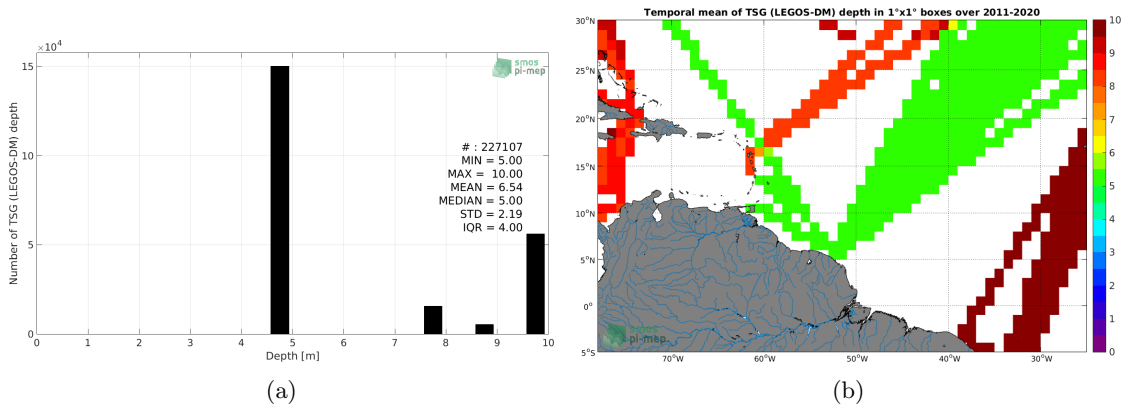 ×10⁴
15
10
5
0
Number of TSG (LEGOS-DM) depth
smos
pi-mep
# : 227107
MIN = 5.00
MAX = 10.00
MEAN = 6.54
MEDIAN = 5.00
STD = 2.19
IQR = 4.00
0 1 2 3 4 5 6 7 8 9 10
Depth [m]
(a)
Temporal mean of TSG (LEGOS-DM) depth in 1°x1° boxes over 2011-2020
30°N
25°N
20°N
15°N
10°N
5°N
0°
5°S
smos
pi-mep
70°W 60°W 50°W 40°W 30°W
10
9
8
7
6
5
4
3
2
1
0
(b)